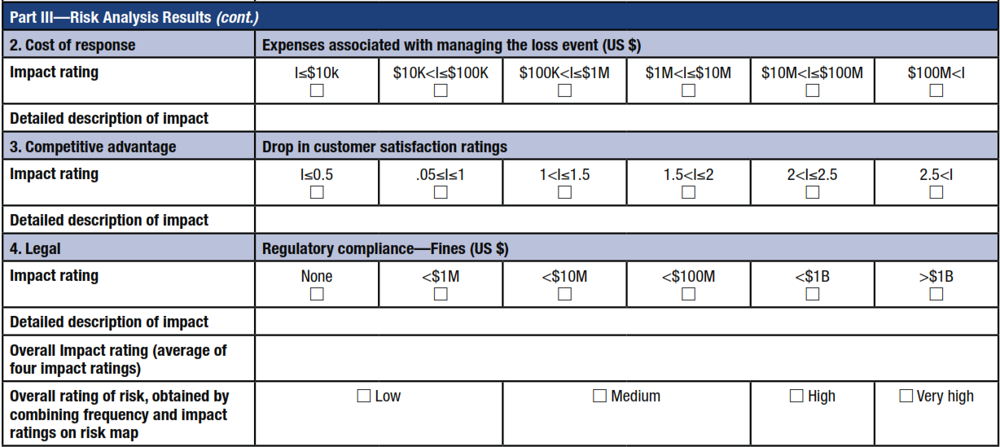 Part III—Risk Analysis Results (cont.)
2. Cost of response Expenses associated with managing the loss event (US $)
Impact rating I≤$10k $10K<I≤$100K $100K<I≤$1M $1M<I≤$10M $10M<I≤$100M $100M<I
Detailed description of impact
3. Competitive advantage Drop in customer satisfaction ratings
Impact rating I≤0.5 .05≤I≤1 1<I≤1.5 1.5<I≤2 2<I≤2.5 2.5<I
Detailed description of impact
4. Legal Regulatory compliance—Fines (US $)
Impact rating None <$1M <$10M <$100M <$1B >$1B
Detailed description of impact
Overall Impact rating (average of
four impact ratings)
Overall rating of risk, obtained by Low Medium High Very high
combining frequency and impact
ratings on risk map